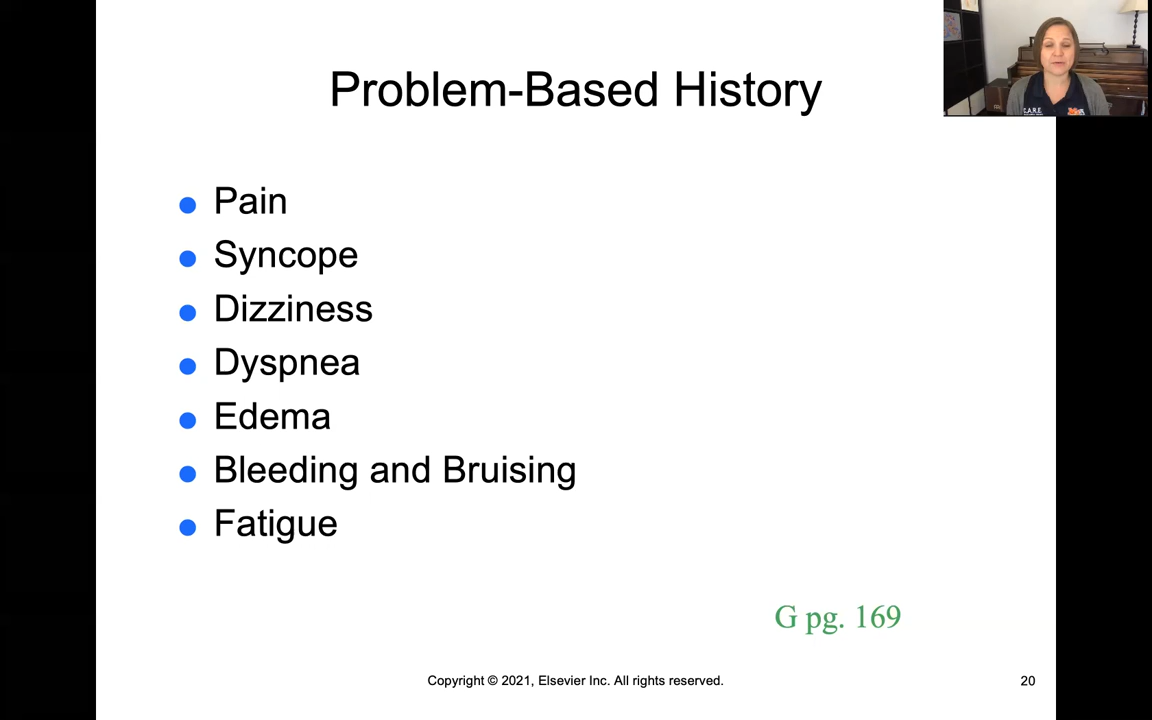 Problem-Based History
Pain
Syncope
Dizziness
Dyspnea
Edema
Bleeding and Bruising
Fatigue
G pg. 169
Copyright © 2021, Elsevier Inc. All rights reserved.
20